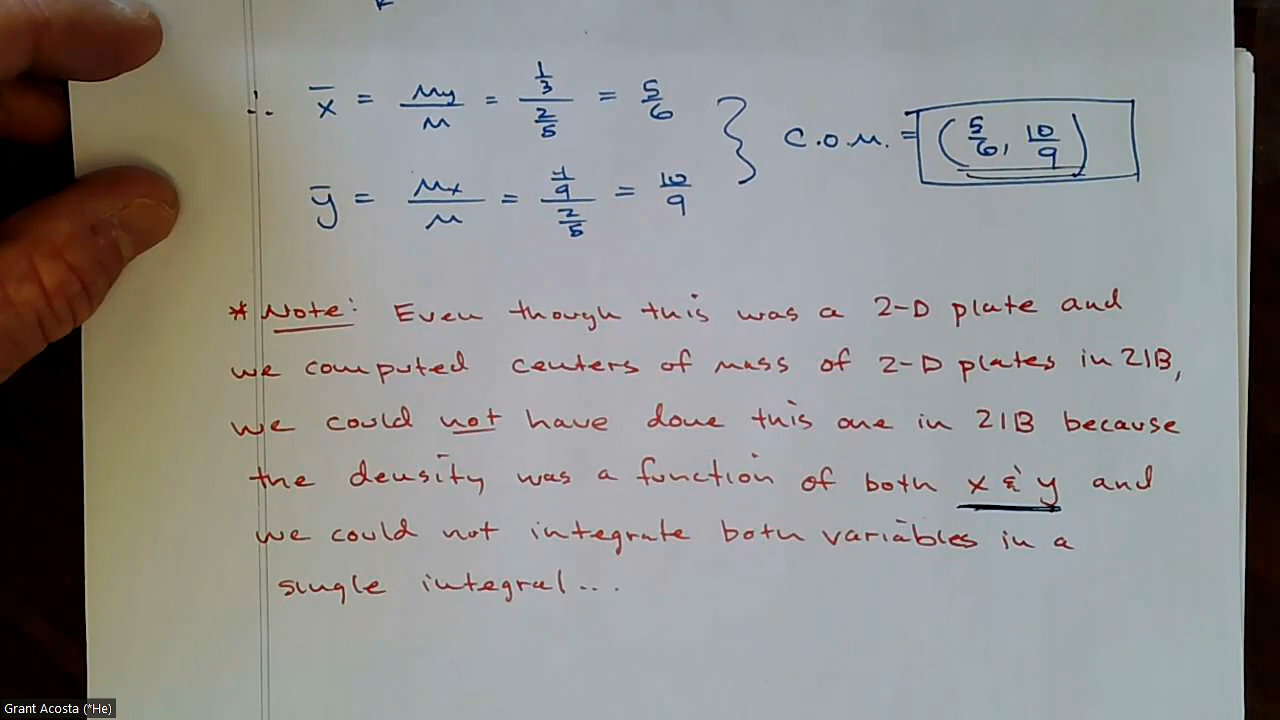 ∴ x̄ = My/M = (1/3)/(2/5) = 5/6
ȳ = Mx/M = (4/9)/(2/5) = 10/9
} C.O.M. = (5/6, 10/9)
* Note: Even though this was a 2-D plate and
we computed centers of mass of 2-D plates in 21B,
we could not have done this one in 21B because
the density was a function of both x & y and
we could not integrate both variables in a
single integral...
Grant Acosta (*He)